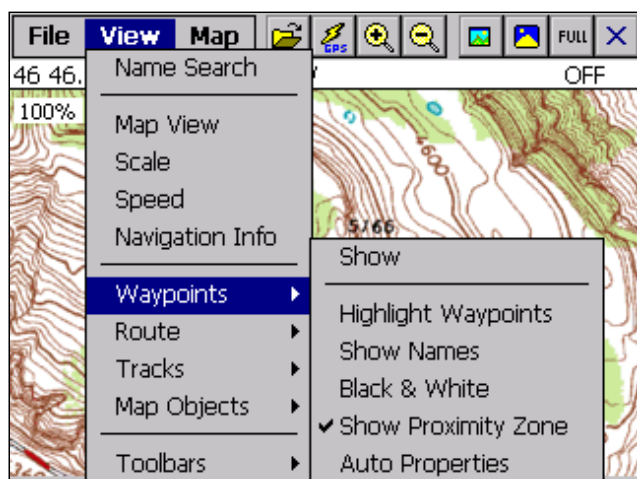 File View Map GPS FULL
46 46. OFF
100%
Name Search
Map View
Scale
Speed
Navigation Info
Waypoints
Route
Tracks
Map Objects
Toolbars
Show
Highlight Waypoints
Show Names
Black & White
Show Proximity Zone
Auto Properties
4600
5166